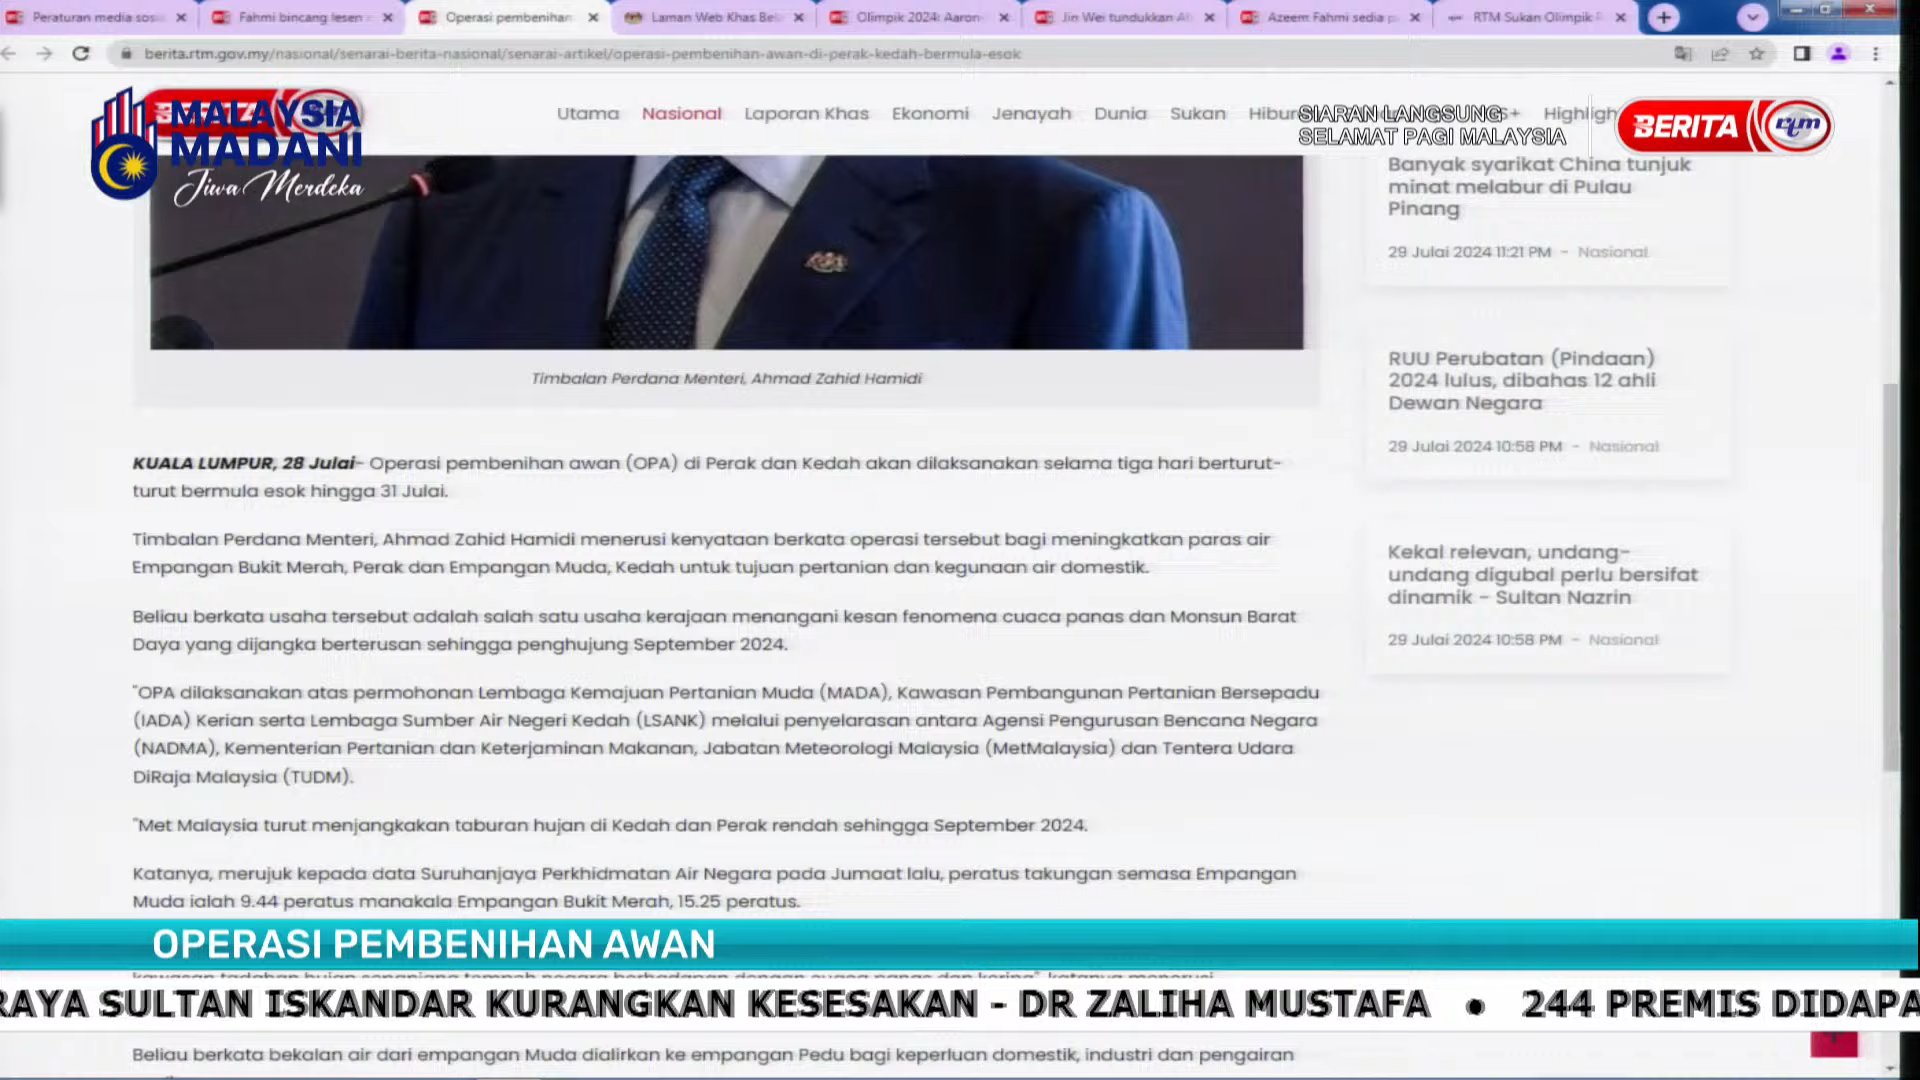 Peraturan media sosi
Fahmi bincang lesen
Operasi pembenihan
Laman Web Khas Bel
Olimpik 2024: Aaron-
Jin Wei tundukkan
Azeem Fahmi sedia p
RTM Sukan Olimpik
berita.rtm.gov.my/nasional/senarai-berita-nasional/senarai-artikel/operasi-pembenihan-awan-di-perak-kedah-bermula-esok
MALAYSIA
MADANI
Jiwa Merdeka
Utama Nasional Laporan Khas Ekonomi Jenayah Dunia Sukan Hibur S+ Highligh
SIARAN LANGSUNG
SELAMAT PAGI MALAYSIA
BERITA rtm
Timbalan Perdana Menteri, Ahmad Zahid Hamidi
KUALA LUMPUR, 28 Julai- Operasi pembenihan awan (OPA) di Perak dan Kedah akan dilaksanakan selama tiga hari berturut-
turut bermula esok hingga 31 Julai.
Timbalan Perdana Menteri, Ahmad Zahid Hamidi menerusi kenyataan berkata operasi tersebut bagi meningkatkan paras air
Empangan Bukit Merah, Perak dan Empangan Muda, Kedah untuk tujuan pertanian dan kegunaan air domestik.
Beliau berkata usaha tersebut adalah salah satu usaha kerajaan menangani kesan fenomena cuaca panas dan Monsun Barat
Daya yang dijangka berterusan sehingga penghujung September 2024.
"OPA dilaksanakan atas permohonan Lembaga Kemajuan Pertanian Muda (MADA), Kawasan Pembangunan Pertanian Bersepadu
(IADA) Kerian serta Lembaga Sumber Air Negeri Kedah (LSANK) melalui penyelarasan antara Agensi Pengurusan Bencana Negara
(NADMA), Kementerian Pertanian dan Keterjaminan Makanan, Jabatan Meteorologi Malaysia (MetMalaysia) dan Tentera Udara
DiRaja Malaysia (TUDM).
"Met Malaysia turut menjangkakan taburan hujan di Kedah dan Perak rendah sehingga September 2024.
Katanya, merujuk kepada data Suruhanjaya Perkhidmatan Air Negara pada Jumaat lalu, peratus takungan semasa Empangan
Muda ialah 9.44 peratus manakala Empangan Bukit Merah, 15.25 peratus.
Banyak syarikat China tunjuk
minat melabur di Pulau
Pinang
29 Julai 2024 11:21 PM - Nasional
RUU Perubatan (Pindaan)
2024 lulus, dibahas 12 ahli
Dewan Negara
29 Julai 2024 10:58 PM - Nasional
Kekal relevan, undang-
undang digubal perlu bersifat
dinamik - Sultan Nazrin
29 Julai 2024 10:58 PM - Nasional
OPERASI PEMBENIHAN AWAN
RAYA SULTAN ISKANDAR KURANGKAN KESESAKAN - DR ZALIHA MUSTAFA • 244 PREMIS DIDAPA
Beliau berkata bekalan air dari empangan Muda dialirkan ke empangan Pedu bagi keperluan domestik, industri dan pengairan